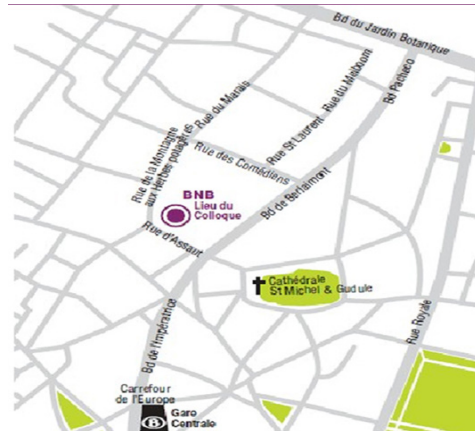 Bd du Jardin Botanique
Bd Pacheco
Rue du Meiboom
Rue St Laurent
Rue du Marais
Rue des Comédiens
Rue de la Montagne
aux Herbes potagères
BNB
Lieu du
Colloque
Bd de Berlaimont
Rue d'Assaut
Cathédrale
St Michel & Gudule
Bd de l'Impératrice
Rue Royale
Carrefour
de l'Europe
B
Gare
Centrale